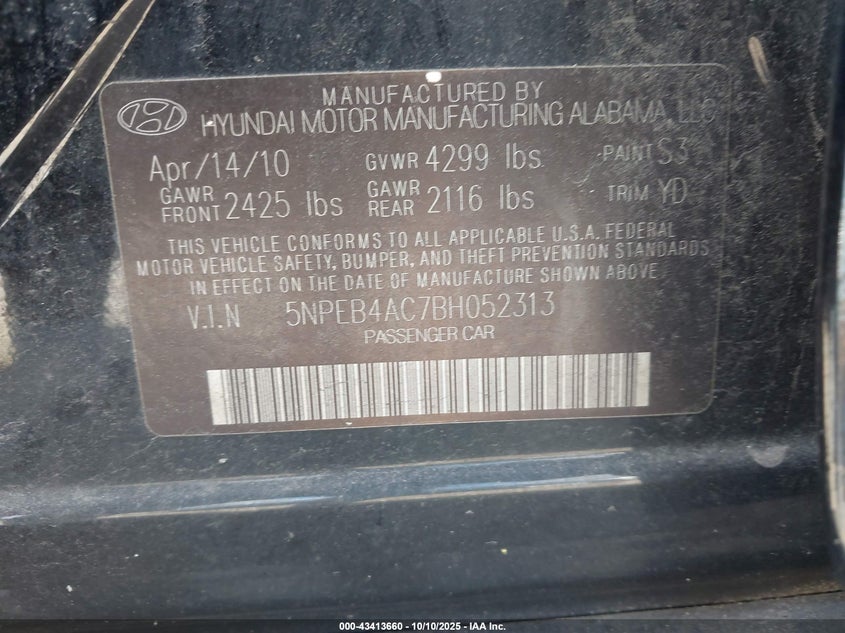 MANUFACTURED BY
HYUNDAI MOTOR MANUFACTURING ALABAMA, LLC
Apr/14/10 GVWR 4299 lbs PAINT S3
GAWR FRONT 2425 lbs GAWR REAR 2116 lbs TRIM YD
THIS VEHICLE CONFORMS TO ALL APPLICABLE U.S.A. FEDERAL
MOTOR VEHICLE SAFETY, BUMPER, AND THEFT PREVENTION STANDARDS
IN EFFECT ON THE DATE OF MANUFACTURE SHOWN ABOVE
V.I.N 5NPEB4AC7BH052313
PASSENGER CAR
000-43413660 - 10/10/2025 - IAA Inc.